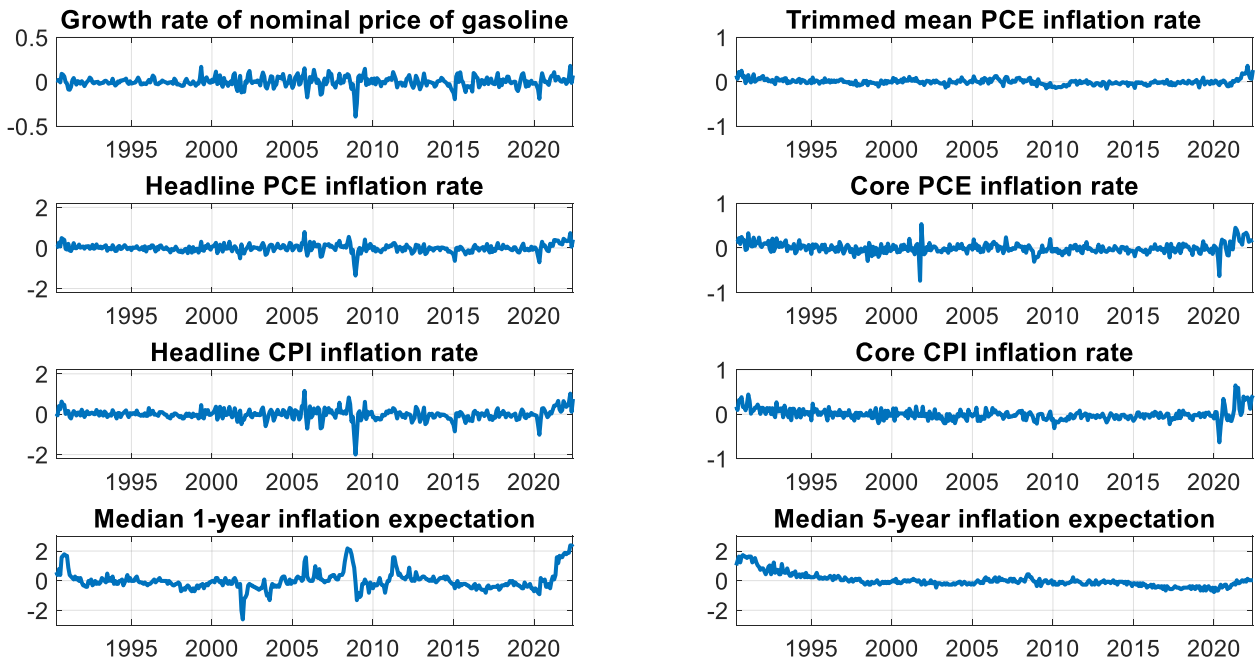 Growth rate of nominal price of gasoline
0.5
0
-0.5
1995 2000 2005 2010 2015 2020
Trimmed mean PCE inflation rate
1
0
-1
1995 2000 2005 2010 2015 2020
Headline PCE inflation rate
2
0
-2
1995 2000 2005 2010 2015 2020
Core PCE inflation rate
1
0
-1
1995 2000 2005 2010 2015 2020
Headline CPI inflation rate
2
0
-2
1995 2000 2005 2010 2015 2020
Core CPI inflation rate
1
0
-1
1995 2000 2005 2010 2015 2020
Median 1-year inflation expectation
2
0
-2
1995 2000 2005 2010 2015 2020
Median 5-year inflation expectation
2
0
-2
1995 2000 2005 2010 2015 2020